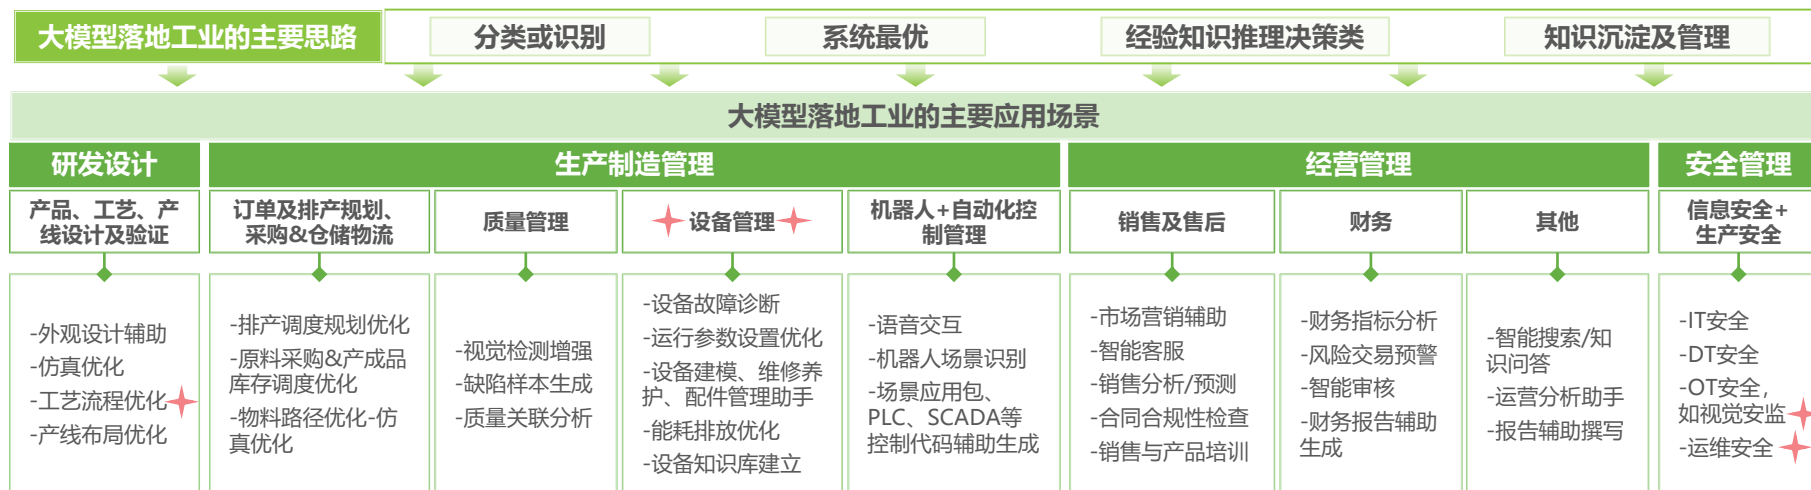 大模型落地工业的主要思路
分类或识别
系统最优
经验知识推理决策类
知识沉淀及管理
大模型落地工业的主要应用场景
研发设计
生产制造管理
经营管理
安全管理
产品、工艺、产
线设计及验证
订单及排产规划、
采购&仓储物流
质量管理
设备管理
机器人+自动化控
制管理
销售及售后
财务
其他
信息安全+
生产安全
-外观设计辅助
-仿真优化
-工艺流程优化
-产线布局优化
-排产调度规划优化
-原料采购&产成品
库存调度优化
-物料路径优化-仿
真优化
-视觉检测增强
-缺陷样本生成
-质量关联分析
-设备故障诊断
-运行参数设置优化
-设备建模、维修养
护、配件管理助手
-能耗排放优化
-设备知识库建立
-语音交互
-机器人场景识别
-场景应用包、
PLC、SCADA等
控制代码辅助生成
-市场营销辅助
-智能客服
-销售分析/预测
-合同合规性检查
-销售与产品培训
-财务指标分析
-风险交易预警
-智能审核
-财务报告辅助
生成
-智能搜索/知
识问答
-运营分析助手
-报告辅助撰写
-IT安全
-DT安全
-OT安全，
如视觉安监
-运维安全